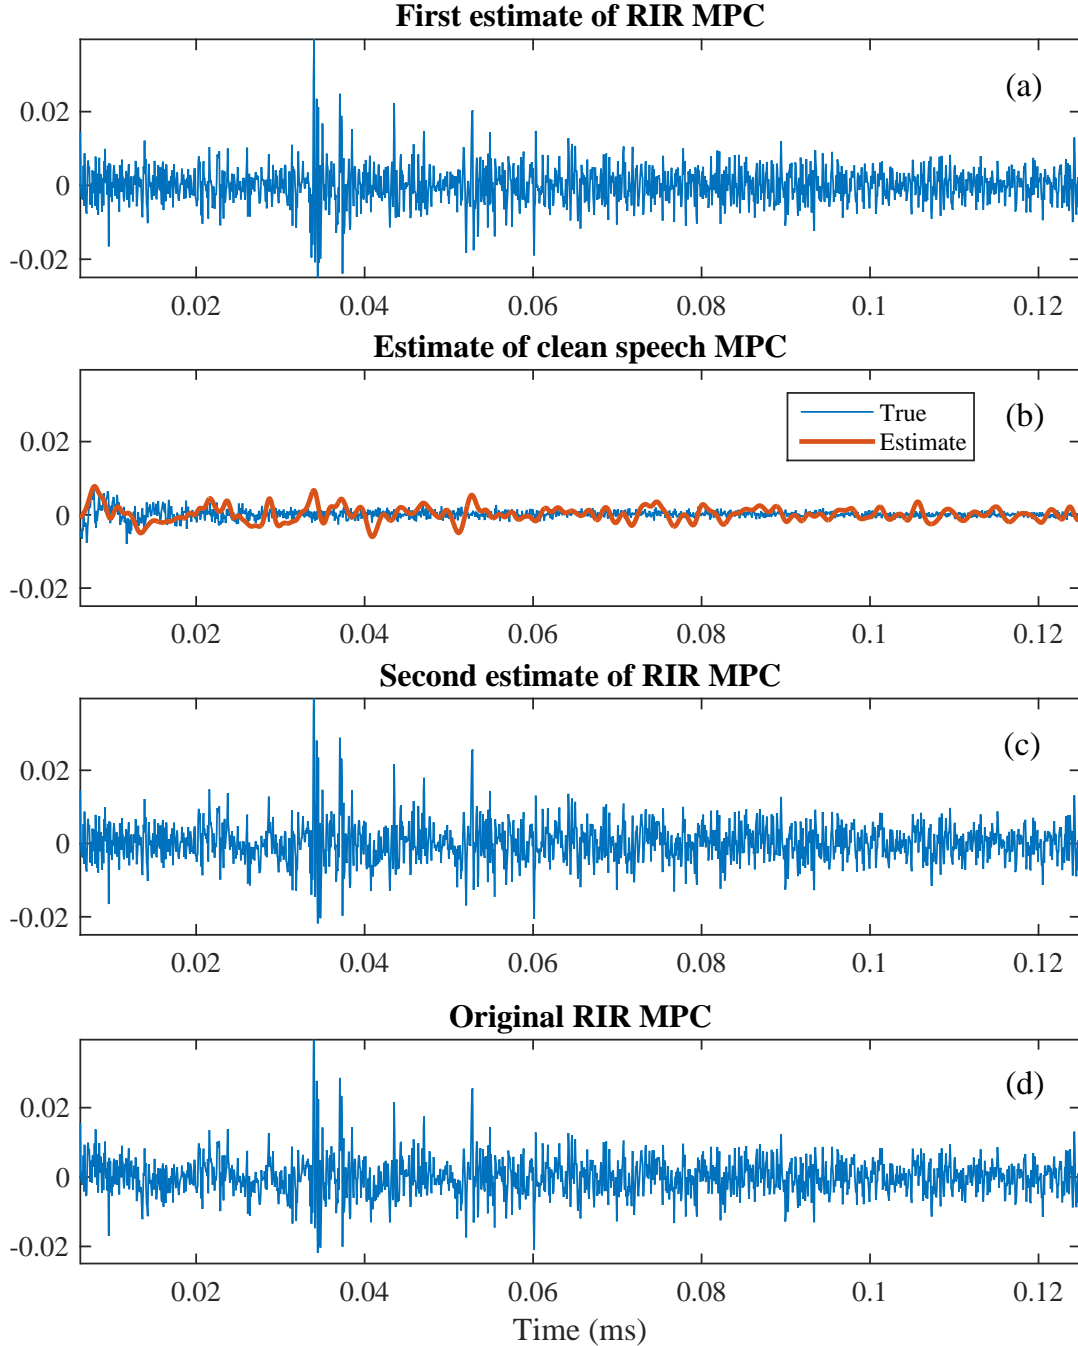 First estimate of RIR MPC
(a)
0.02
0
-0.02
0.02 0.04 0.06 0.08 0.1 0.12
Estimate of clean speech MPC
True
Estimate
(b)
0.02
0
-0.02
0.02 0.04 0.06 0.08 0.1 0.12
Second estimate of RIR MPC
(c)
0.02
0
-0.02
0.02 0.04 0.06 0.08 0.1 0.12
Original RIR MPC
(d)
0.02
0
-0.02
0.02 0.04 0.06 0.08 0.1 0.12
Time (ms)